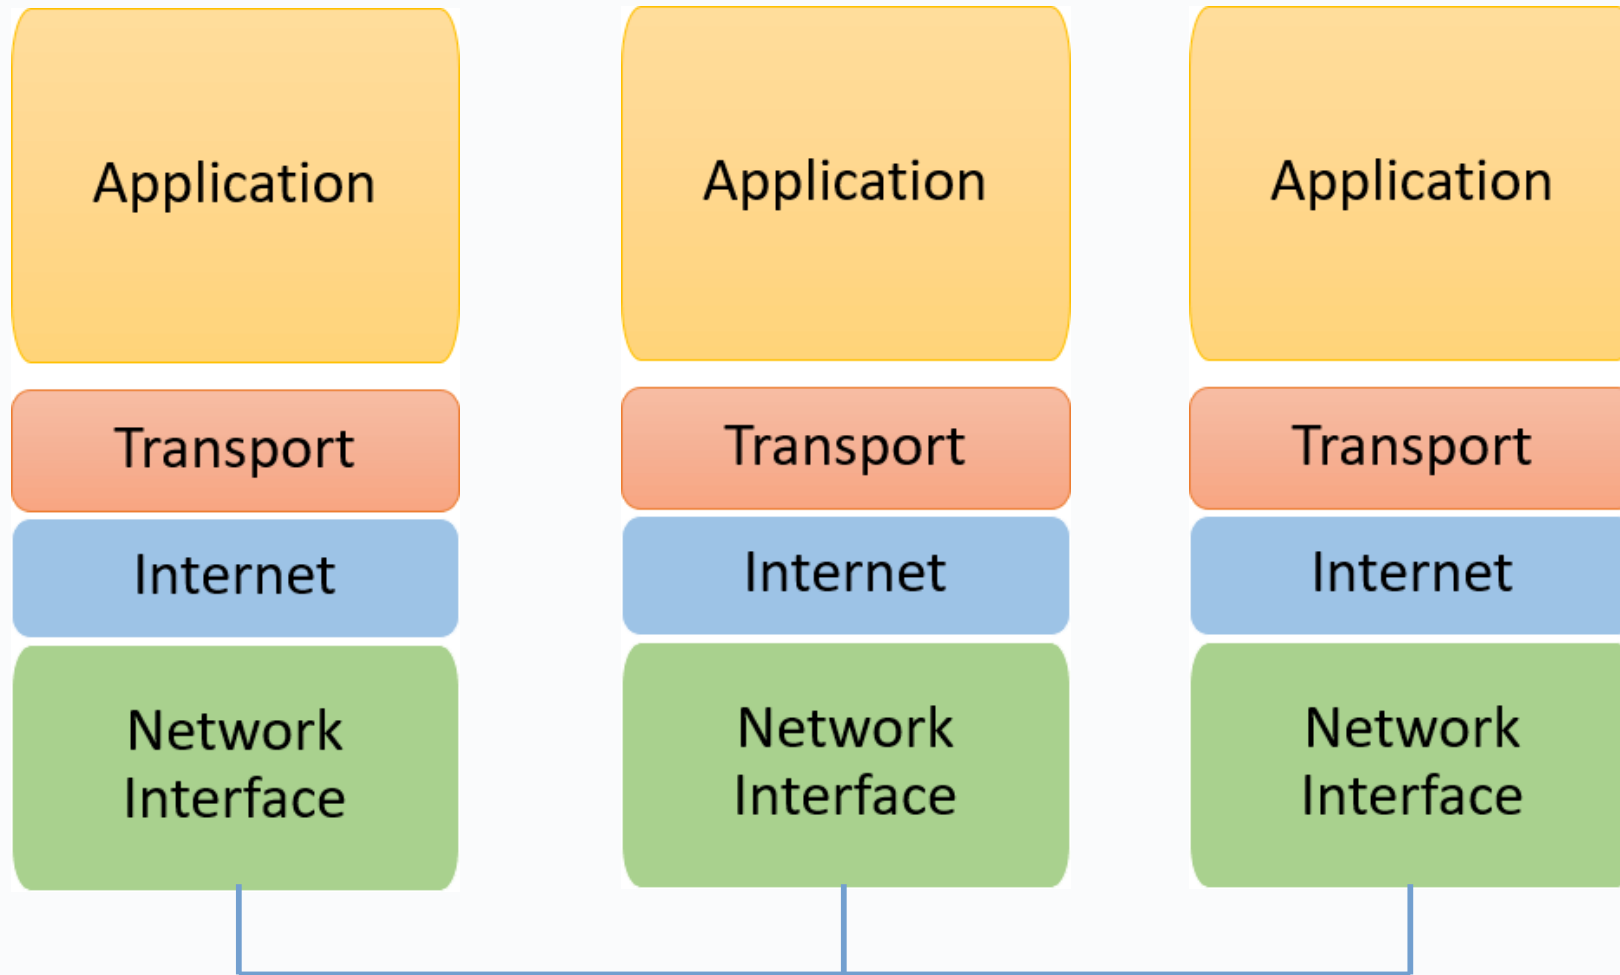 Application
Transport
Internet
Network
Interface
Application
Transport
Internet
Network
Interface
Application
Transport
Internet
Network
Interface